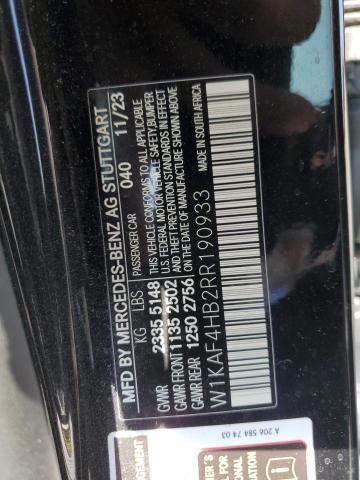 MFD BY MERCEDES-BENZ AG STUTTGART
PASSENGER CAR 040 11/23
KG LBS
GVWR 2335 5148
GAWR FRONT 1135 2502
GAWR REAR 1250 2756
THIS VEHICLE CONFORMS TO ALL APPLICABLE
U.S. FEDERAL MOTOR VEHICLE SAFETY, BUMPER
AND THEFT PREVENTION STANDARDS IN EFFECT
ON THE DATE OF MANUFACTURE SHOWN ABOVE
W1KAF4HB2RR190933
MADE IN SOUTH AFRICA
A 206 584 74 03